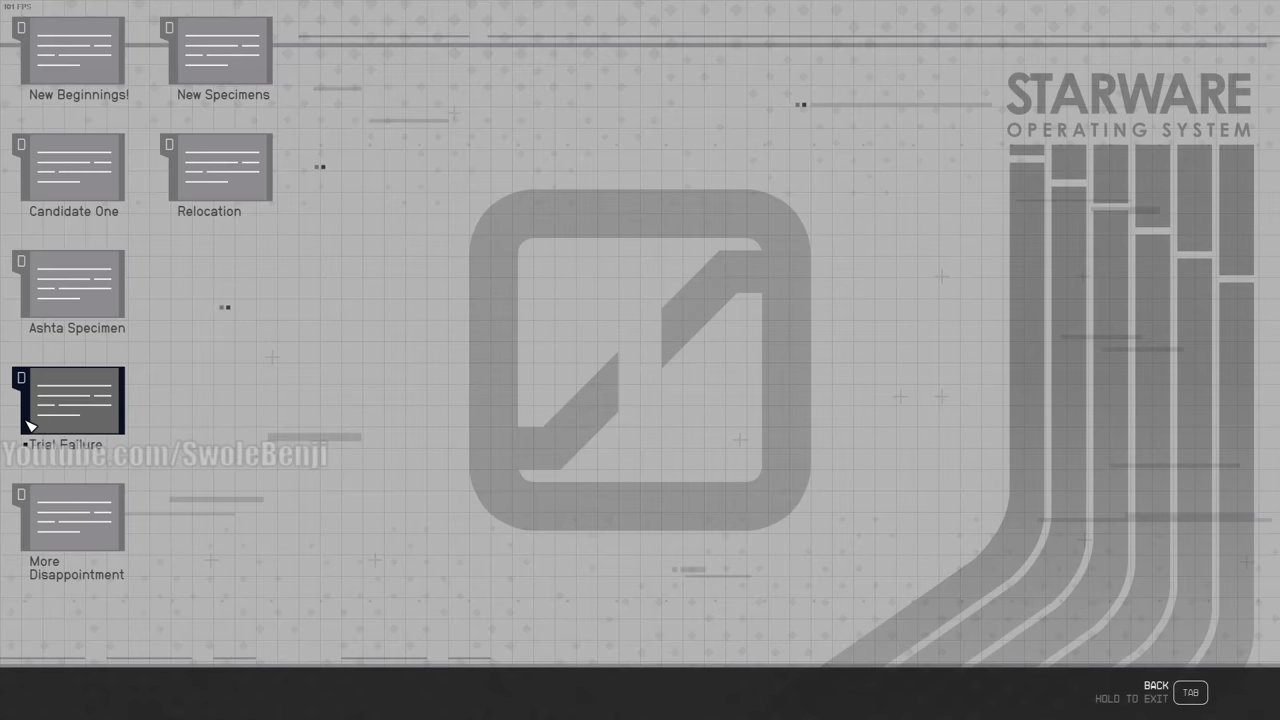 101 FPS
New Beginnings!
New Specimens
STARWARE
OPERATING SYSTEM
Candidate One
Relocation
Ashta Specimen
Trial Failure
Youtube.com/SwoleBenji
More
Disappointment
BACK
HOLD TO EXIT
TAB